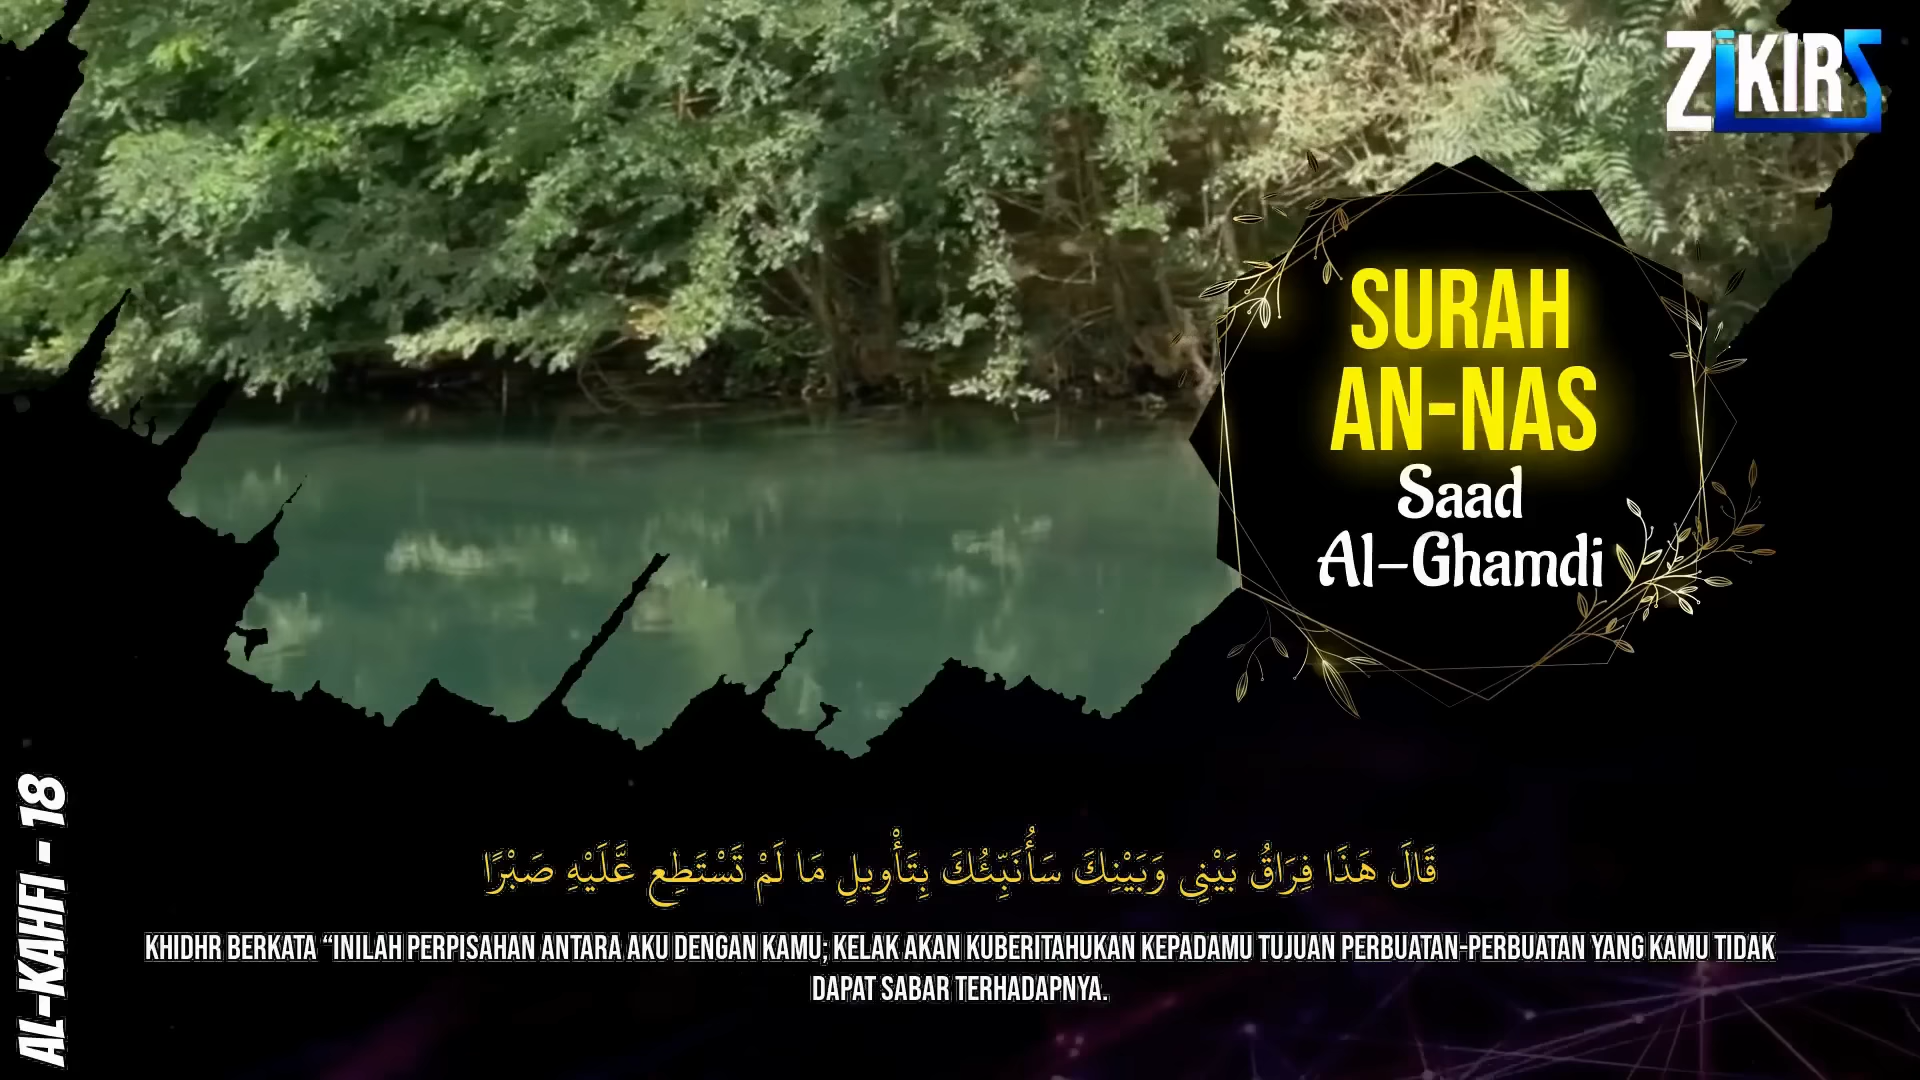 ZiKIRS
SURAH
AN-NAS
Saad
Al-Ghamdi
AL-KAHFI - 18
قَالَ هَذَا فِرَاقُ بَيْنِي وَبَيْنِكَ سَأُنَبِّئُكَ بِتَأْوِيلِ مَا لَمْ تَسْتَطِع عَّلَيْهِ صَبْرًا
KHIDHR BERKATA “INILAH PERPISAHAN ANTARA AKU DENGAN KAMU; KELAK AKAN KUBERITAHUKAN KEPADAMU TUJUAN PERBUATAN-PERBUATAN YANG KAMU TIDAK
DAPAT SABAR TERHADAPNYA.